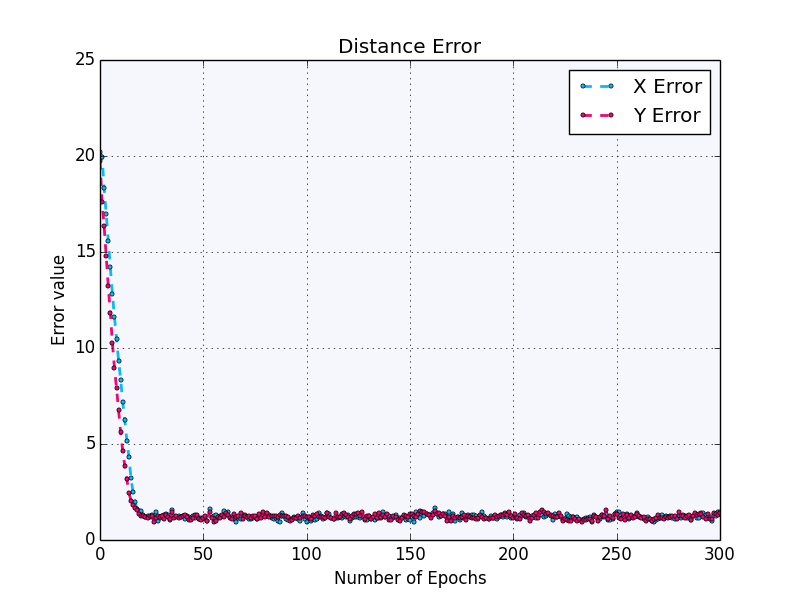 Distance Error
X Error
Y Error
25
20
15
10
5
0
Error value
0 50 100 150 200 250 300
Number of Epochs